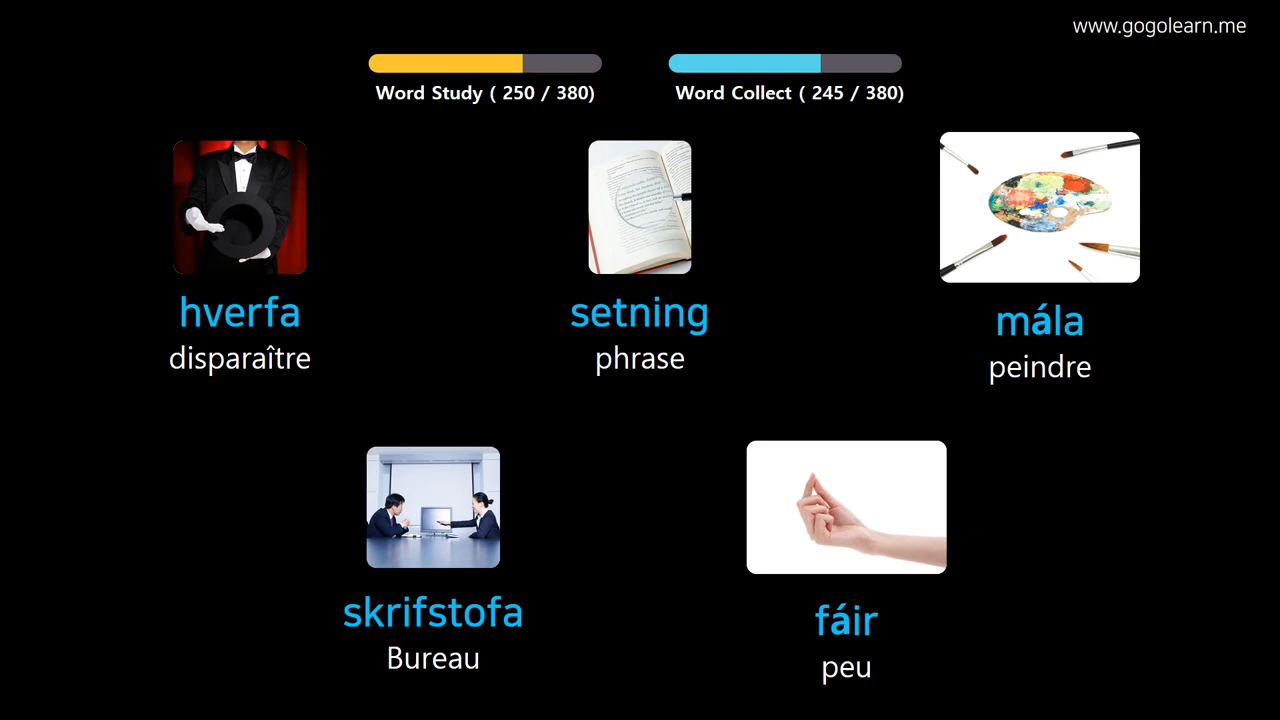 www.gogolearn.me
Word Study ( 250 / 380)
Word Collect ( 245 / 380)
hverfa
disparaître
setning
phrase
mála
peindre
skrifstofa
Bureau
fáir
peu